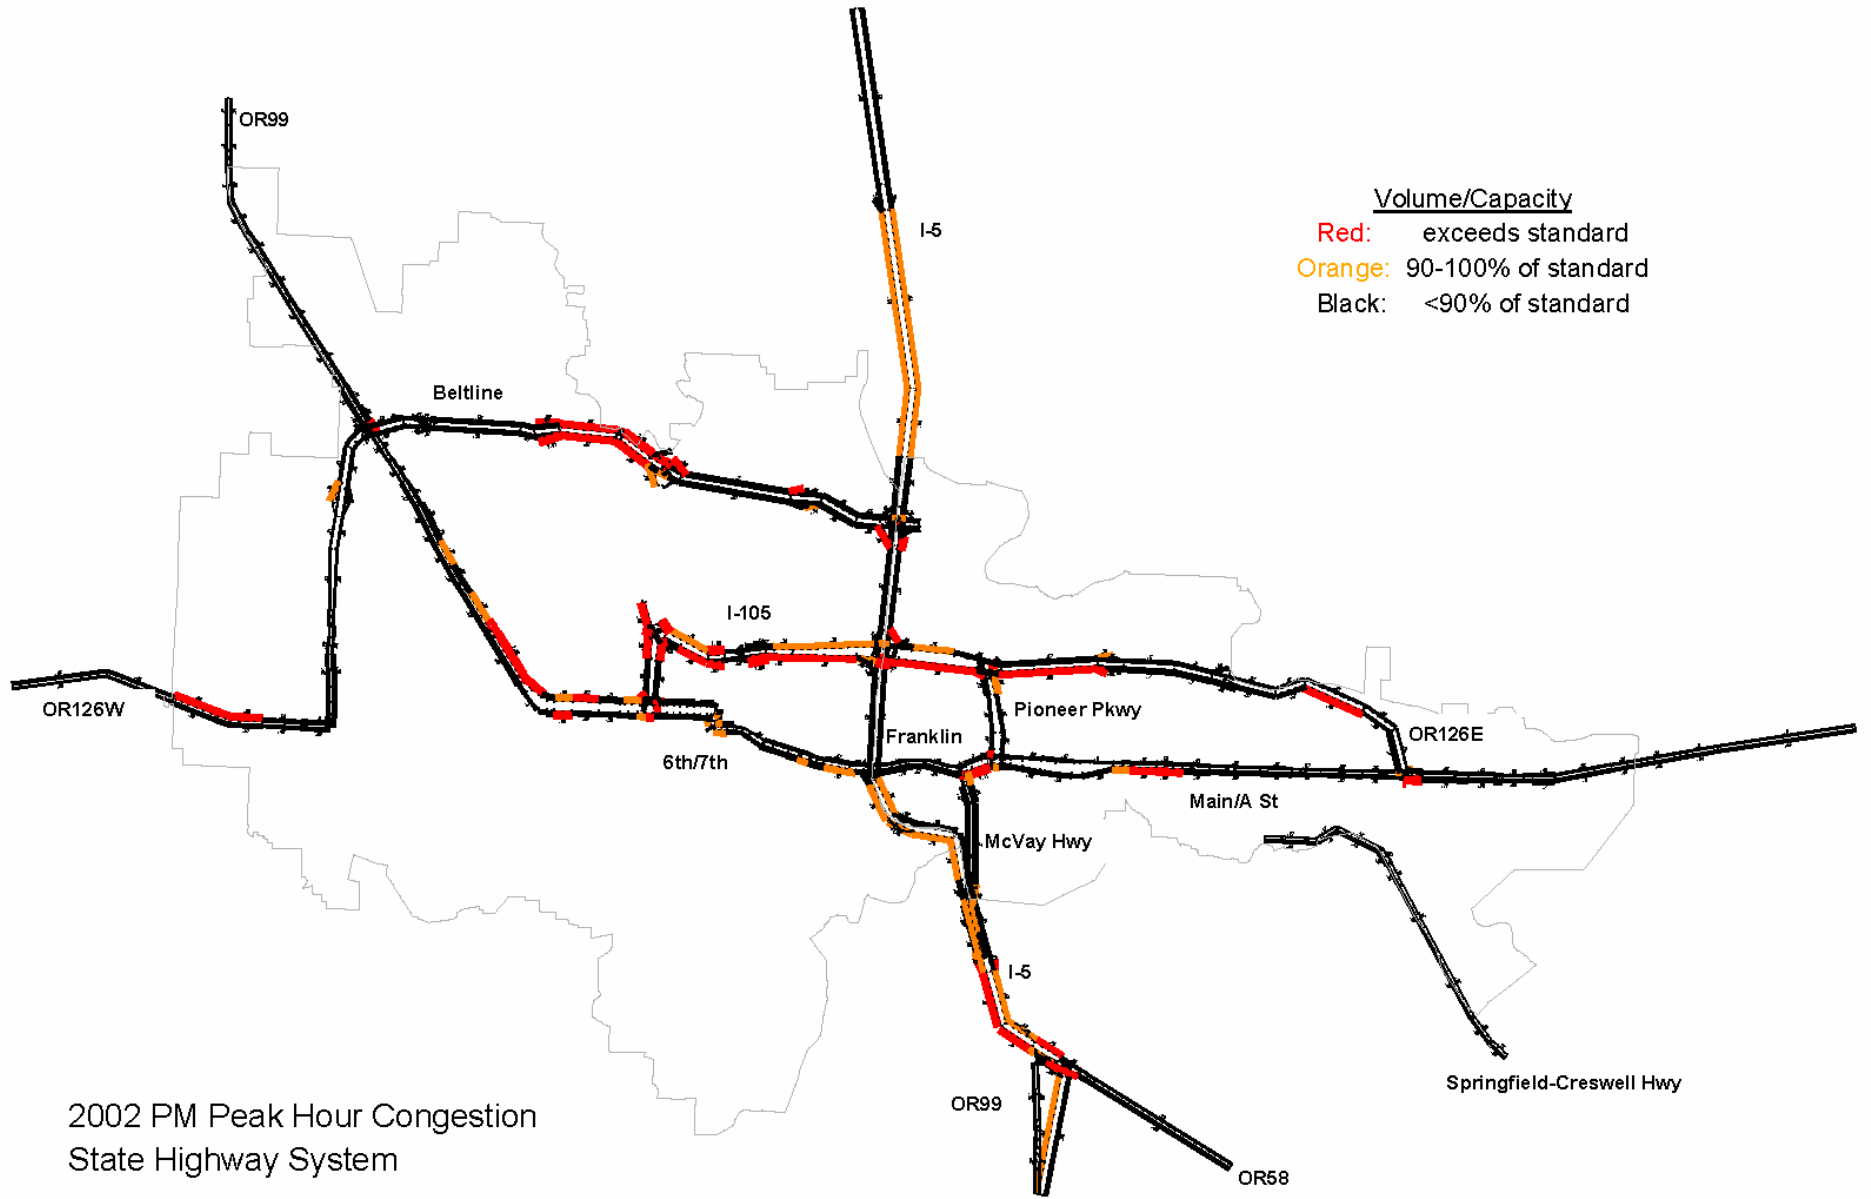 OR99
Volume/Capacity
I-5
Red: exceeds standard
Orange: 90-100% of standard
Black: <90% of standard
Beltline
I-105
OR126W
Pioneer Pkwy
Franklin
OR126E
6th/7th
Main/A St
McVay Hwy
I-5
Springfield-Creswell Hwy
OR99
2002 PM Peak Hour Congestion
State Highway System
OR58